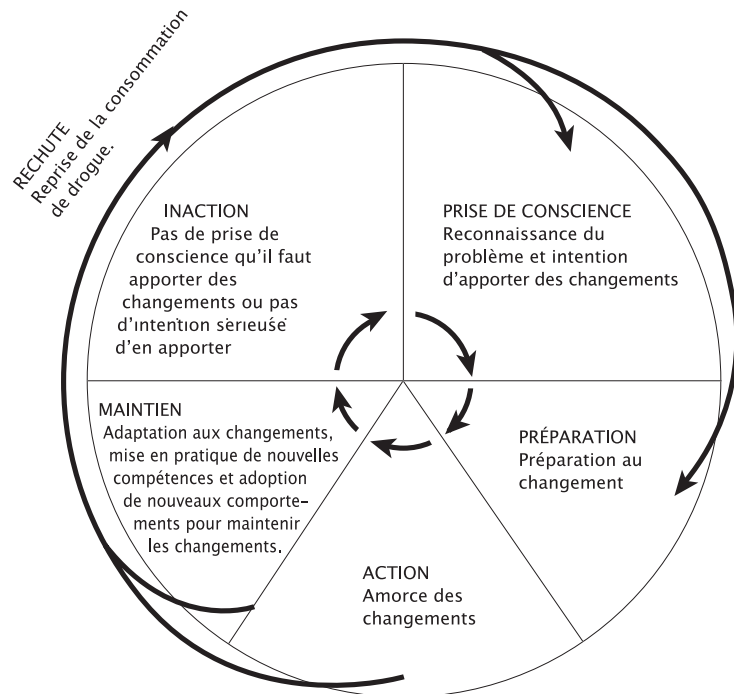 RECHUTE
Reprise de la consommation
de drogue.
INACTION
Pas de prise de
conscience qu’il faut
apporter des
changements ou pas
d’intention sérieuse
d’en apporter
PRISE DE CONSCIENCE
Reconnaissance du
problème et intention
d’apporter des changements
MAINTIEN
Adaptation aux changements,
mise en pratique de nouvelles
compétences et adoption
de nouveaux comporte-
ments pour maintenir
les changements.
PRÉPARATION
Préparation au
changement
ACTION
Amorce des
changements